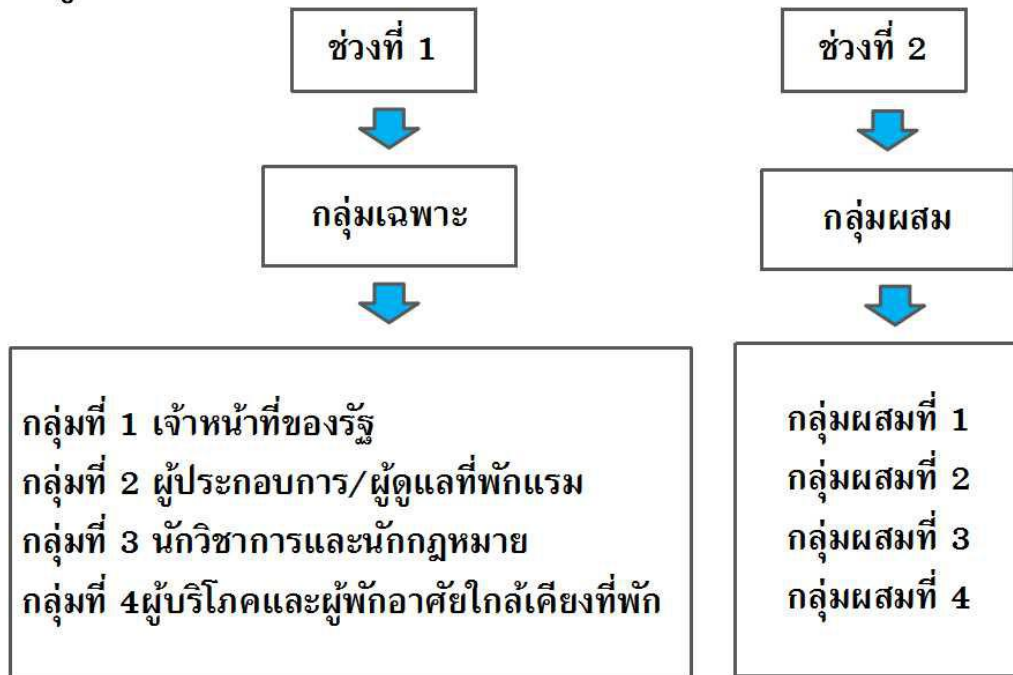 ช่วงที่ 1
กลุ่มเฉพาะ
กลุ่มที่ 1 เจ้าหน้าที่ของรัฐ
กลุ่มที่ 2 ผู้ประกอบการ/ผู้ดูแลที่พักแรม
กลุ่มที่ 3 นักวิชาการและนักกฎหมาย
กลุ่มที่ 4ผู้บริโภคและผู้พักอาศัยใกล้เคียงที่พัก
ช่วงที่ 2
กลุ่มผสม
กลุ่มผสมที่ 1
กลุ่มผสมที่ 2
กลุ่มผสมที่ 3
กลุ่มผสมที่ 4